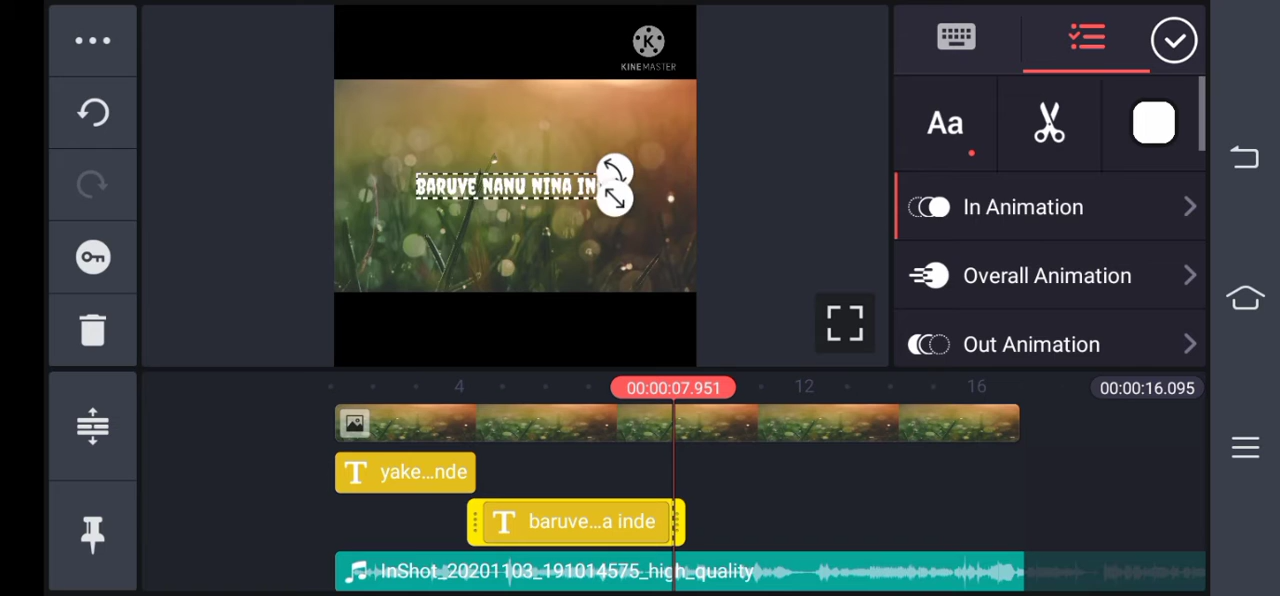 KINEMASTER
BARUVE NANU NINA IN
Aa
In Animation
Overall Animation
Out Animation
4
00:00:07.951
12
16
00:00:16.095
T yake...nde
T baruve...a inde
InShot_20201103_191014575_high_quality